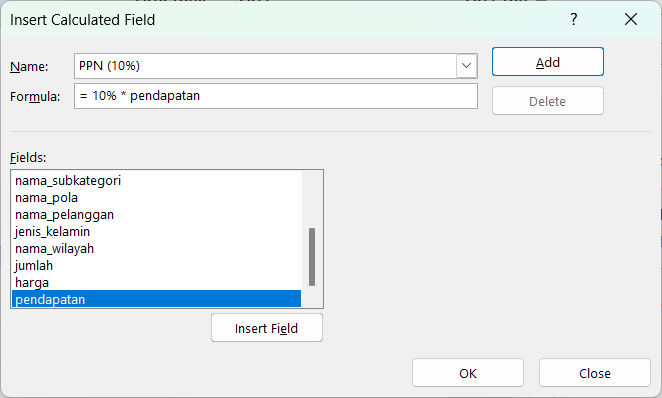 Insert Calculated Field
?
Name:
PPN (10%)
Add
Formula:
= 10% * pendapatan
Delete
Fields:
nama_subkategori
nama_pola
nama_pelanggan
jenis_kelamin
nama_wilayah
jumlah
harga
pendapatan
Insert Field
OK
Close